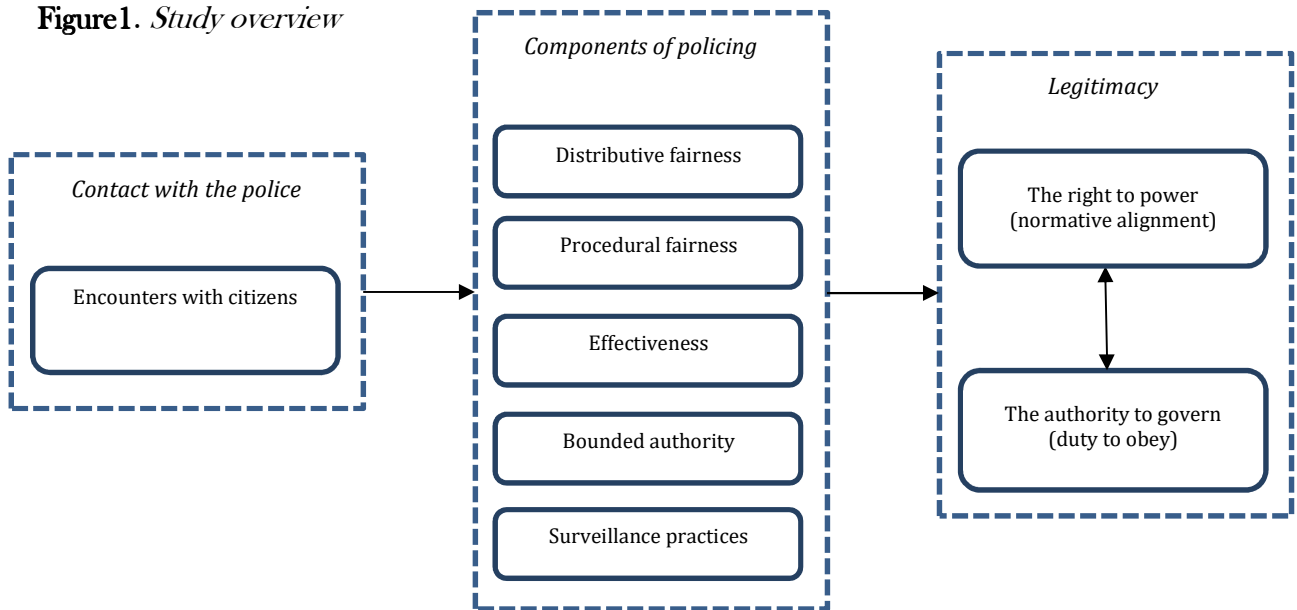 Figure1. Study overview
Contact with the police
Encounters with citizens
Components of policing
Distributive fairness
Procedural fairness
Effectiveness
Bounded authority
Surveillance practices
Legitimacy
The right to power
(normative alignment)
The authority to govern
(duty to obey)